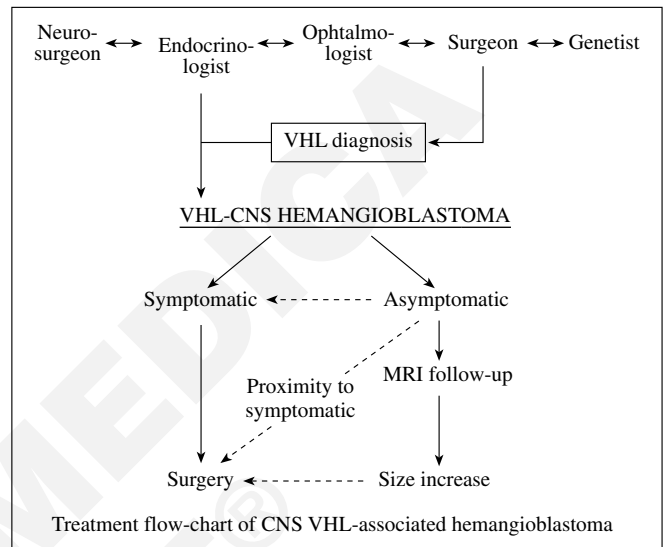 Neuro-
surgeon
Endocrino-
logist
Ophtalmo-
logist
Surgeon
Genetist
VHL diagnosis
VHL-CNS HEMANGIOBLASTOMA
Symptomatic
Asymptomatic
MRI follow-up
Proximity to
symptomatic
Surgery
Size increase
Treatment flow-chart of CNS VHL-associated hemangioblastoma
MEDICA
®